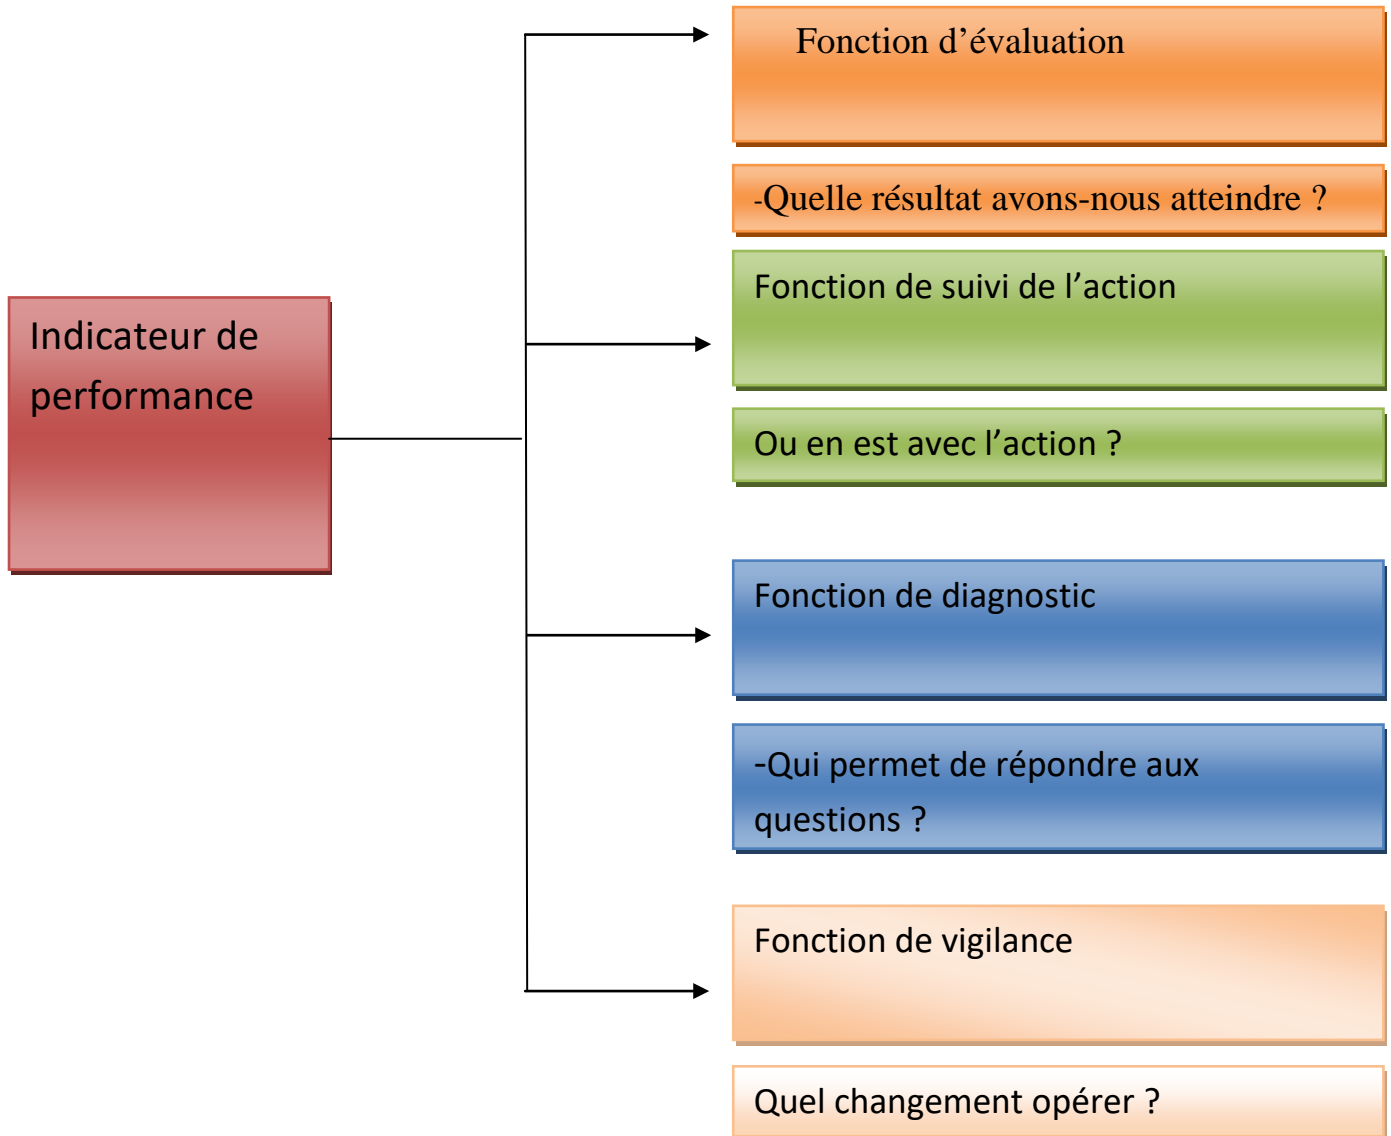 Fonction d’évaluation
-Quelle résultat avons-nous atteindre ?
Fonction de suivi de l’action
Indicateur de
performance
Ou en est avec l’action ?
Fonction de diagnostic
-Qui permet de répondre aux
questions ?
Fonction de vigilance
Quel changement opérer ?